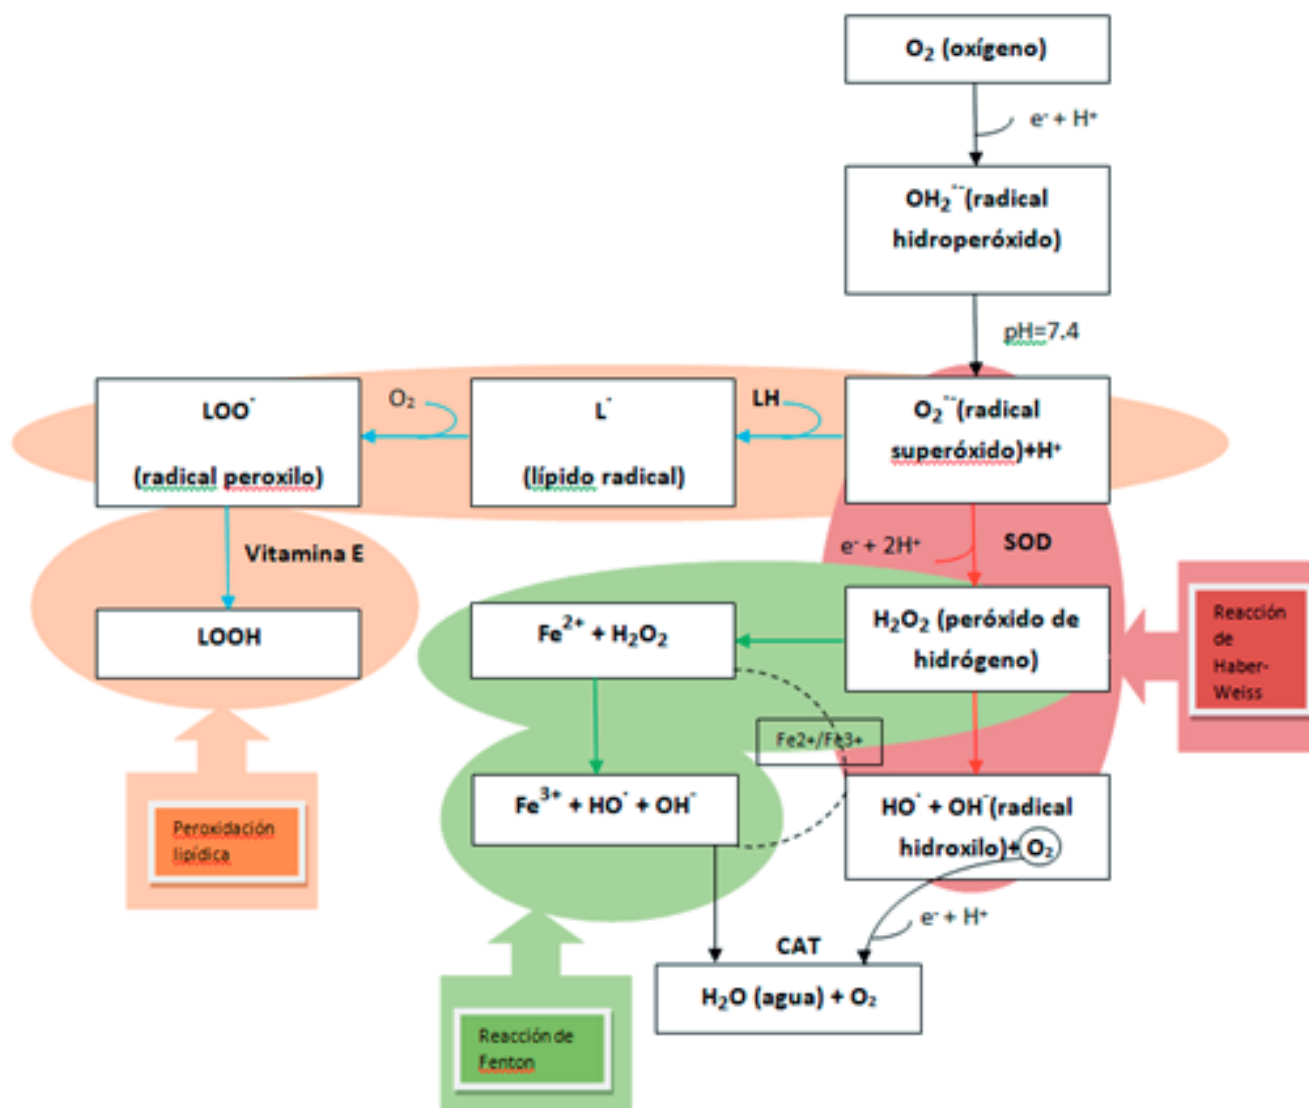 O₂ (oxígeno)
e⁻ + H⁺
OH₂˙⁻(radical
hidroperóxido)
pH=7.4
LOO˙
(radical peroxilo)
O₂
L˙
(lípido radical)
LH
O₂˙⁻(radical
superóxido)+H⁺
Vitamina E
e⁻ + 2H⁺
SOD
LOOH
Fe²⁺ + H₂O₂
H₂O₂ (peróxido de
hidrógeno)
Reacción
de
Haber-
Weiss
Fe2+/Fe3+
Fe³⁺ + HO˙ + OH⁻
HO˙ + OH⁻(radical
hidroxilo)+ O₂
Peroxidación
lipídica
e⁻ + H⁺
CAT
H₂O (agua) + O₂
Reacción de
Fenton